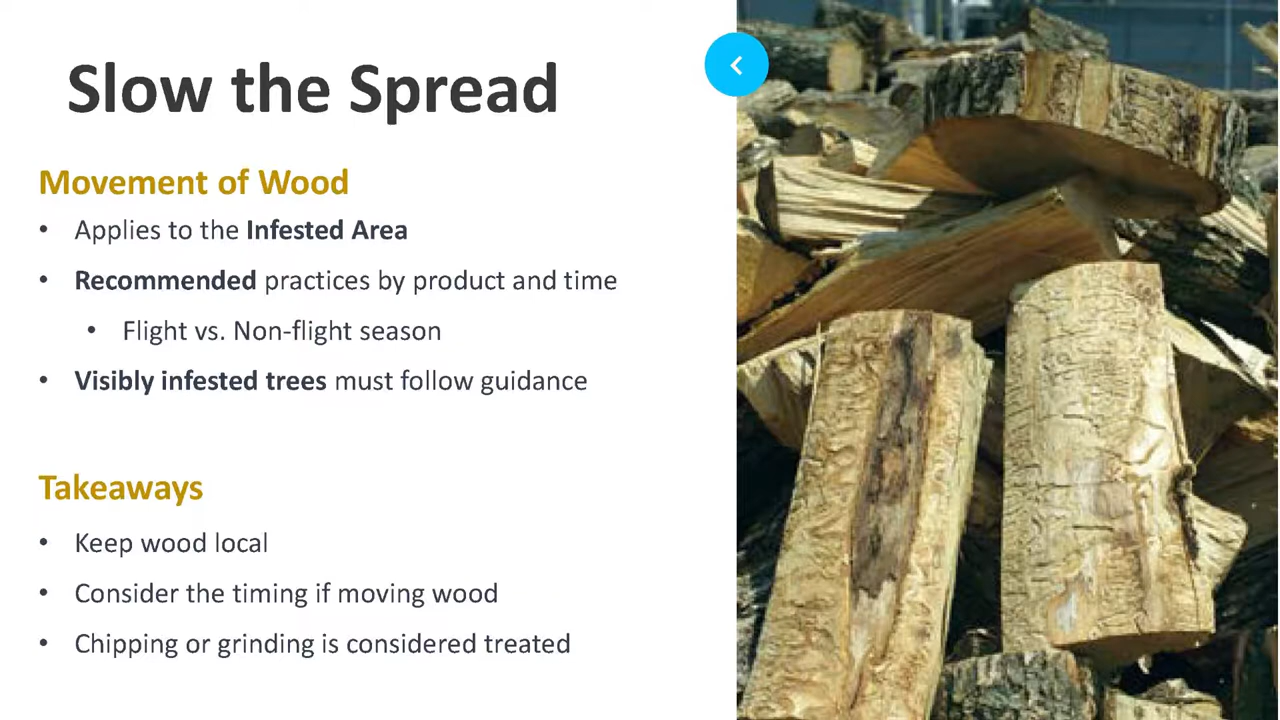 Slow the Spread
Movement of Wood
• Applies to the Infested Area
• Recommended practices by product and time
• Flight vs. Non-flight season
• Visibly infested trees must follow guidance
Takeaways
• Keep wood local
• Consider the timing if moving wood
• Chipping or grinding is considered treated